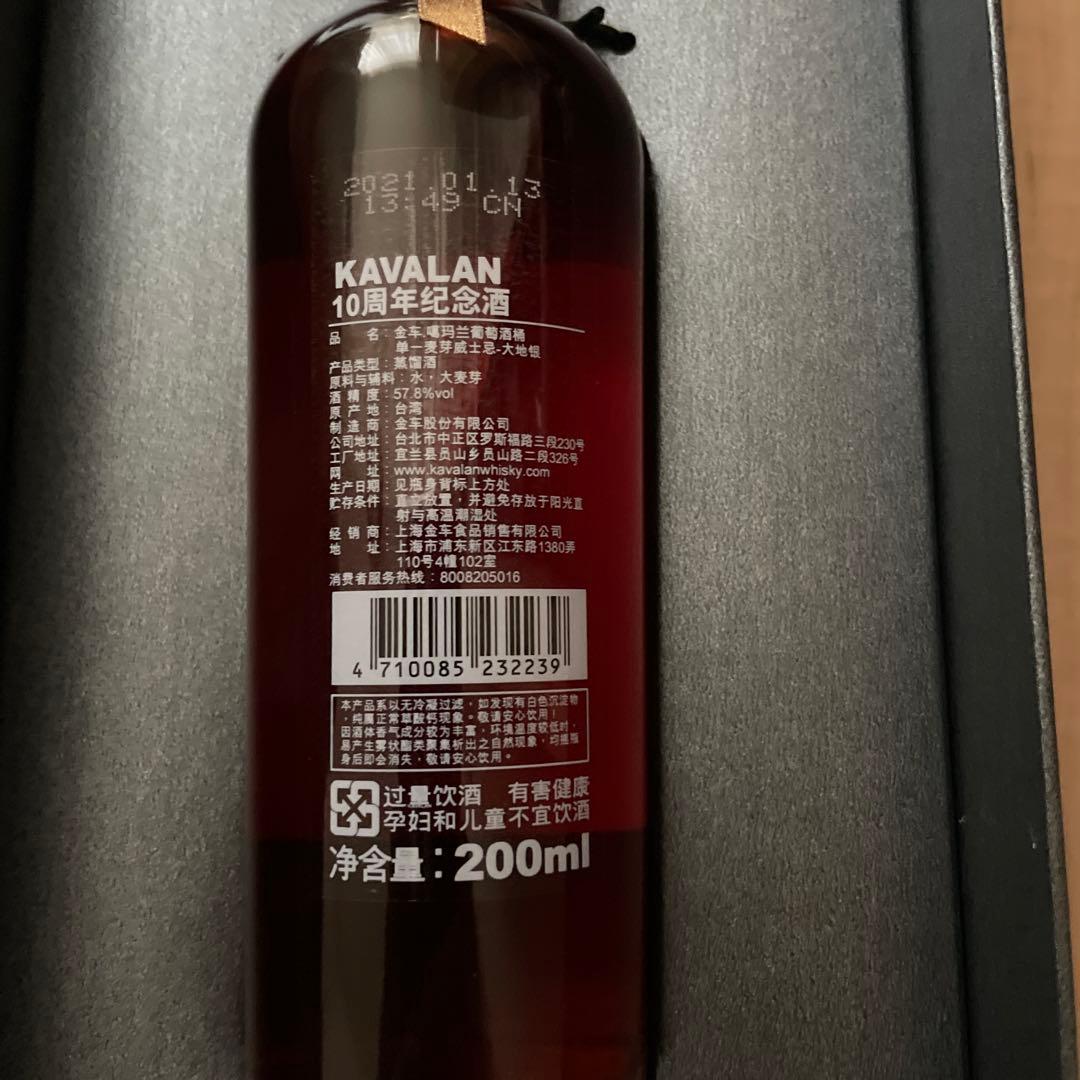 2021.01.13
13:49 CN
KAVALAN
10周年纪念酒
品 名：金车.噶玛兰葡萄酒桶
单一麦芽威士忌-大地银
产品类型：蒸馏酒
原料与辅料：水，大麦芽
酒 精 度：57.8%vol
原 产 地：台湾
制 造 商：金车股份有限公司
公司地址：台北市中正区罗斯福路三段230号
工厂地址：宜兰县员山乡员山路二段326号
网 址：www.kavalanwhisky.com
生产日期：见瓶身背标上方处
贮存条件：直立放置，并避免存放于阳光直
射与高温潮湿处
经 销 商：上海金车食品销售有限公司
地 址：上海市浦东新区江东路1380弄
110号4幢102室
消费者服务热线：8008205016
4 710085 232239
本产品系以无冷凝过滤，如发现有白色沉淀物
，纯属正常草酸钙现象。敬请安心饮用！
因酒体香气成分较为丰富，环境温度较低时，
易产生雾状酯类聚集析出之自然现象，均摇瓶
身后即会消失，敬请安心饮用。
过量饮酒 有害健康
孕妇和儿童不宜饮酒
净含量：200ml